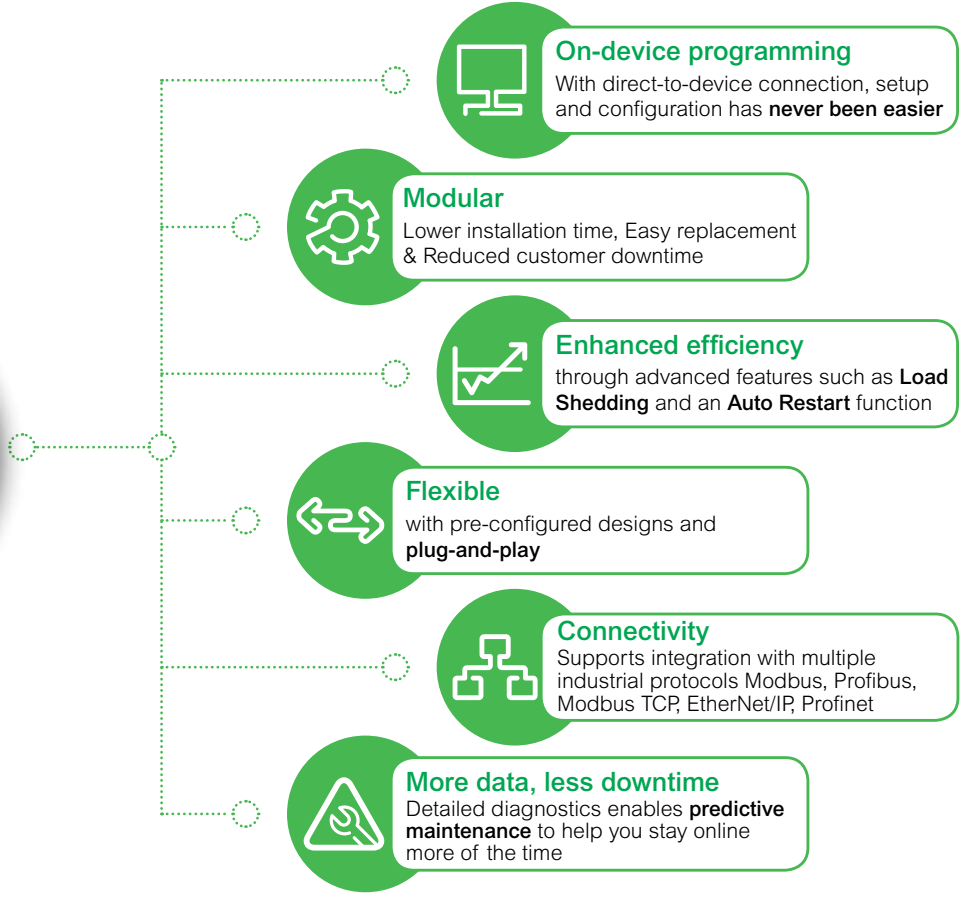 On-device programming
With direct-to-device connection, setup
and configuration has never been easier
Modular
Lower installation time, Easy replacement
& Reduced customer downtime
Enhanced efficiency
through advanced features such as Load
Shedding and an Auto Restart function
Flexible
with pre-configured designs and
plug-and-play
Connectivity
Supports integration with multiple
industrial protocols Modbus, Profibus,
Modbus TCP, EtherNet/IP, Profinet
More data, less downtime
Detailed diagnostics enables predictive
maintenance to help you stay online
more of the time